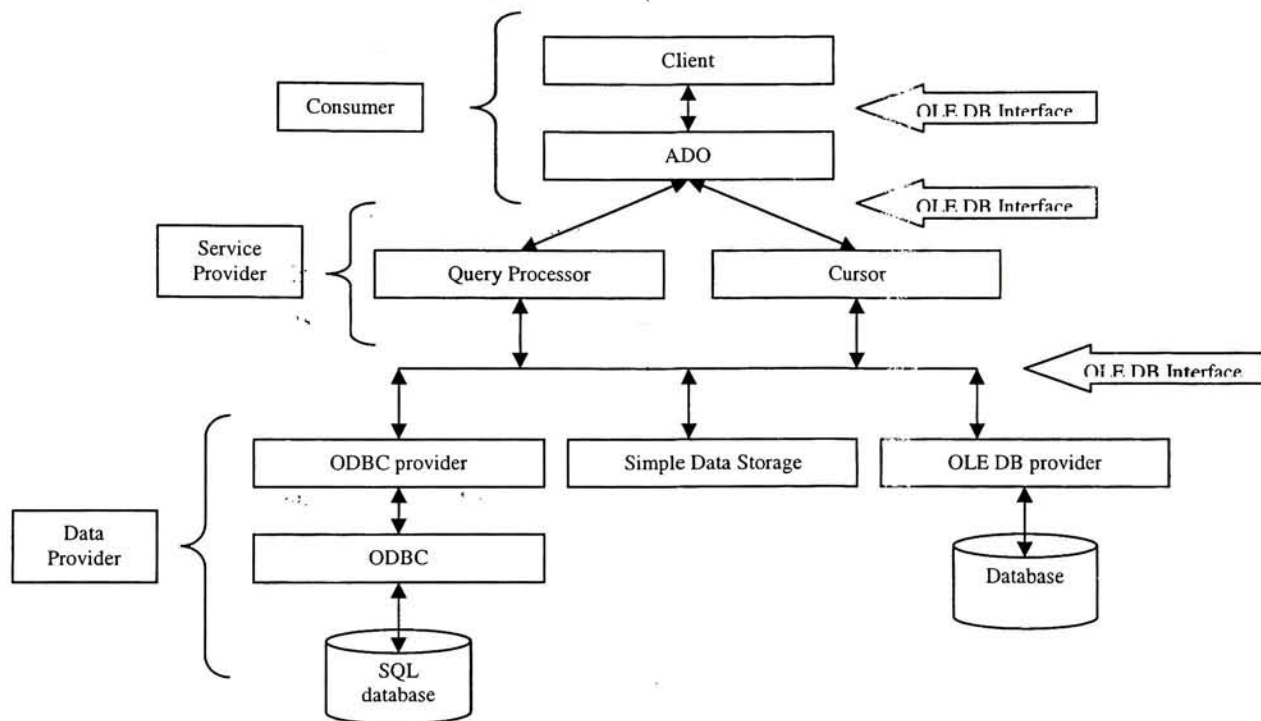 Client
Consumer
OLE DB Interface
ADO
OLE DB Interface
Service
Provider
Query Processor
Cursor
OLE DB Interface
ODBC provider
Simple Data Storage
OLE DB provider
Data
Provider
ODBC
Database
SQL
database